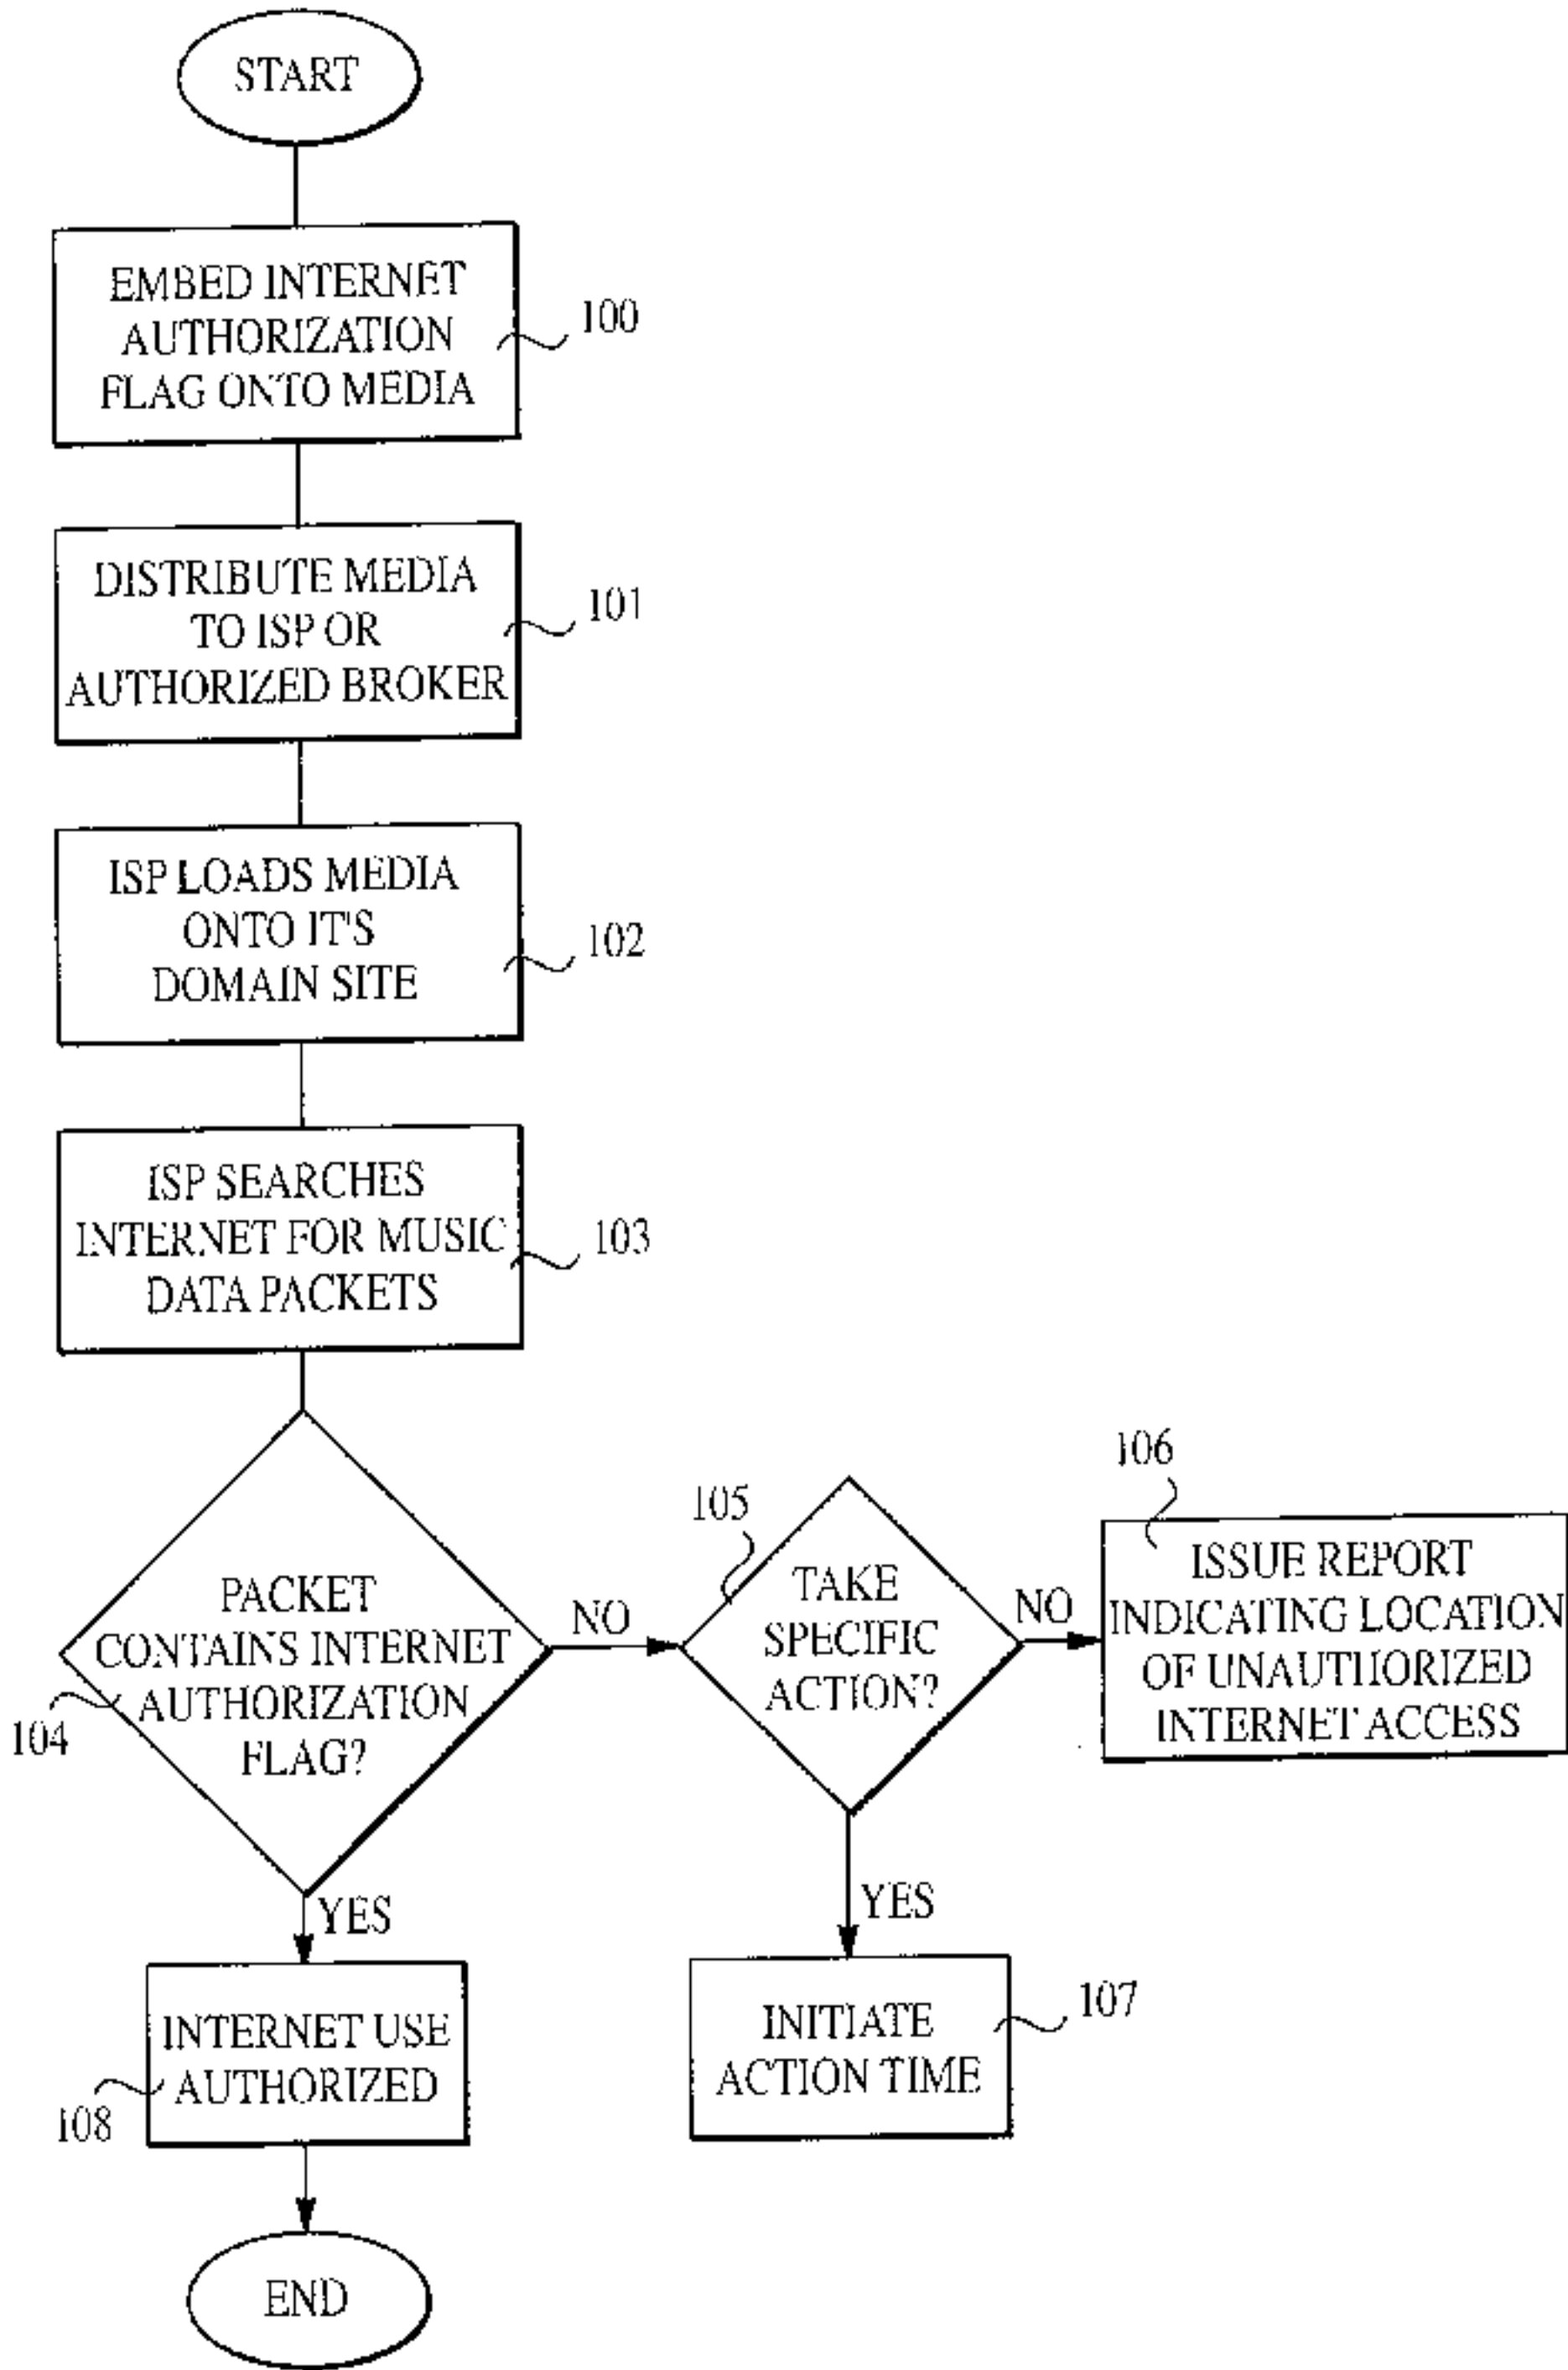 START
EMBED INTERNET
AUTHORIZATION
FLAG ONTO MEDIA
100
DISTRIBUTE MEDIA
TO ISP OR
AUTHORIZED BROKER
101
ISP LOADS MEDIA
ONTO IT'S
DOMAIN SITE
102
ISP SEARCHES
INTERNET FOR MUSIC
DATA PACKETS
103
PACKET
CONTAINS INTERNET
AUTHORIZATION
FLAG?
104
NO
105
TAKE
SPECIFIC
ACTION?
NO
106
ISSUE REPORT
INDICATING LOCATION
OF UNAUTHORIZED
INTERNET ACCESS
YES
YES
INTERNET USE
AUTHORIZED
108
INITIATE
ACTION TIME
107
END